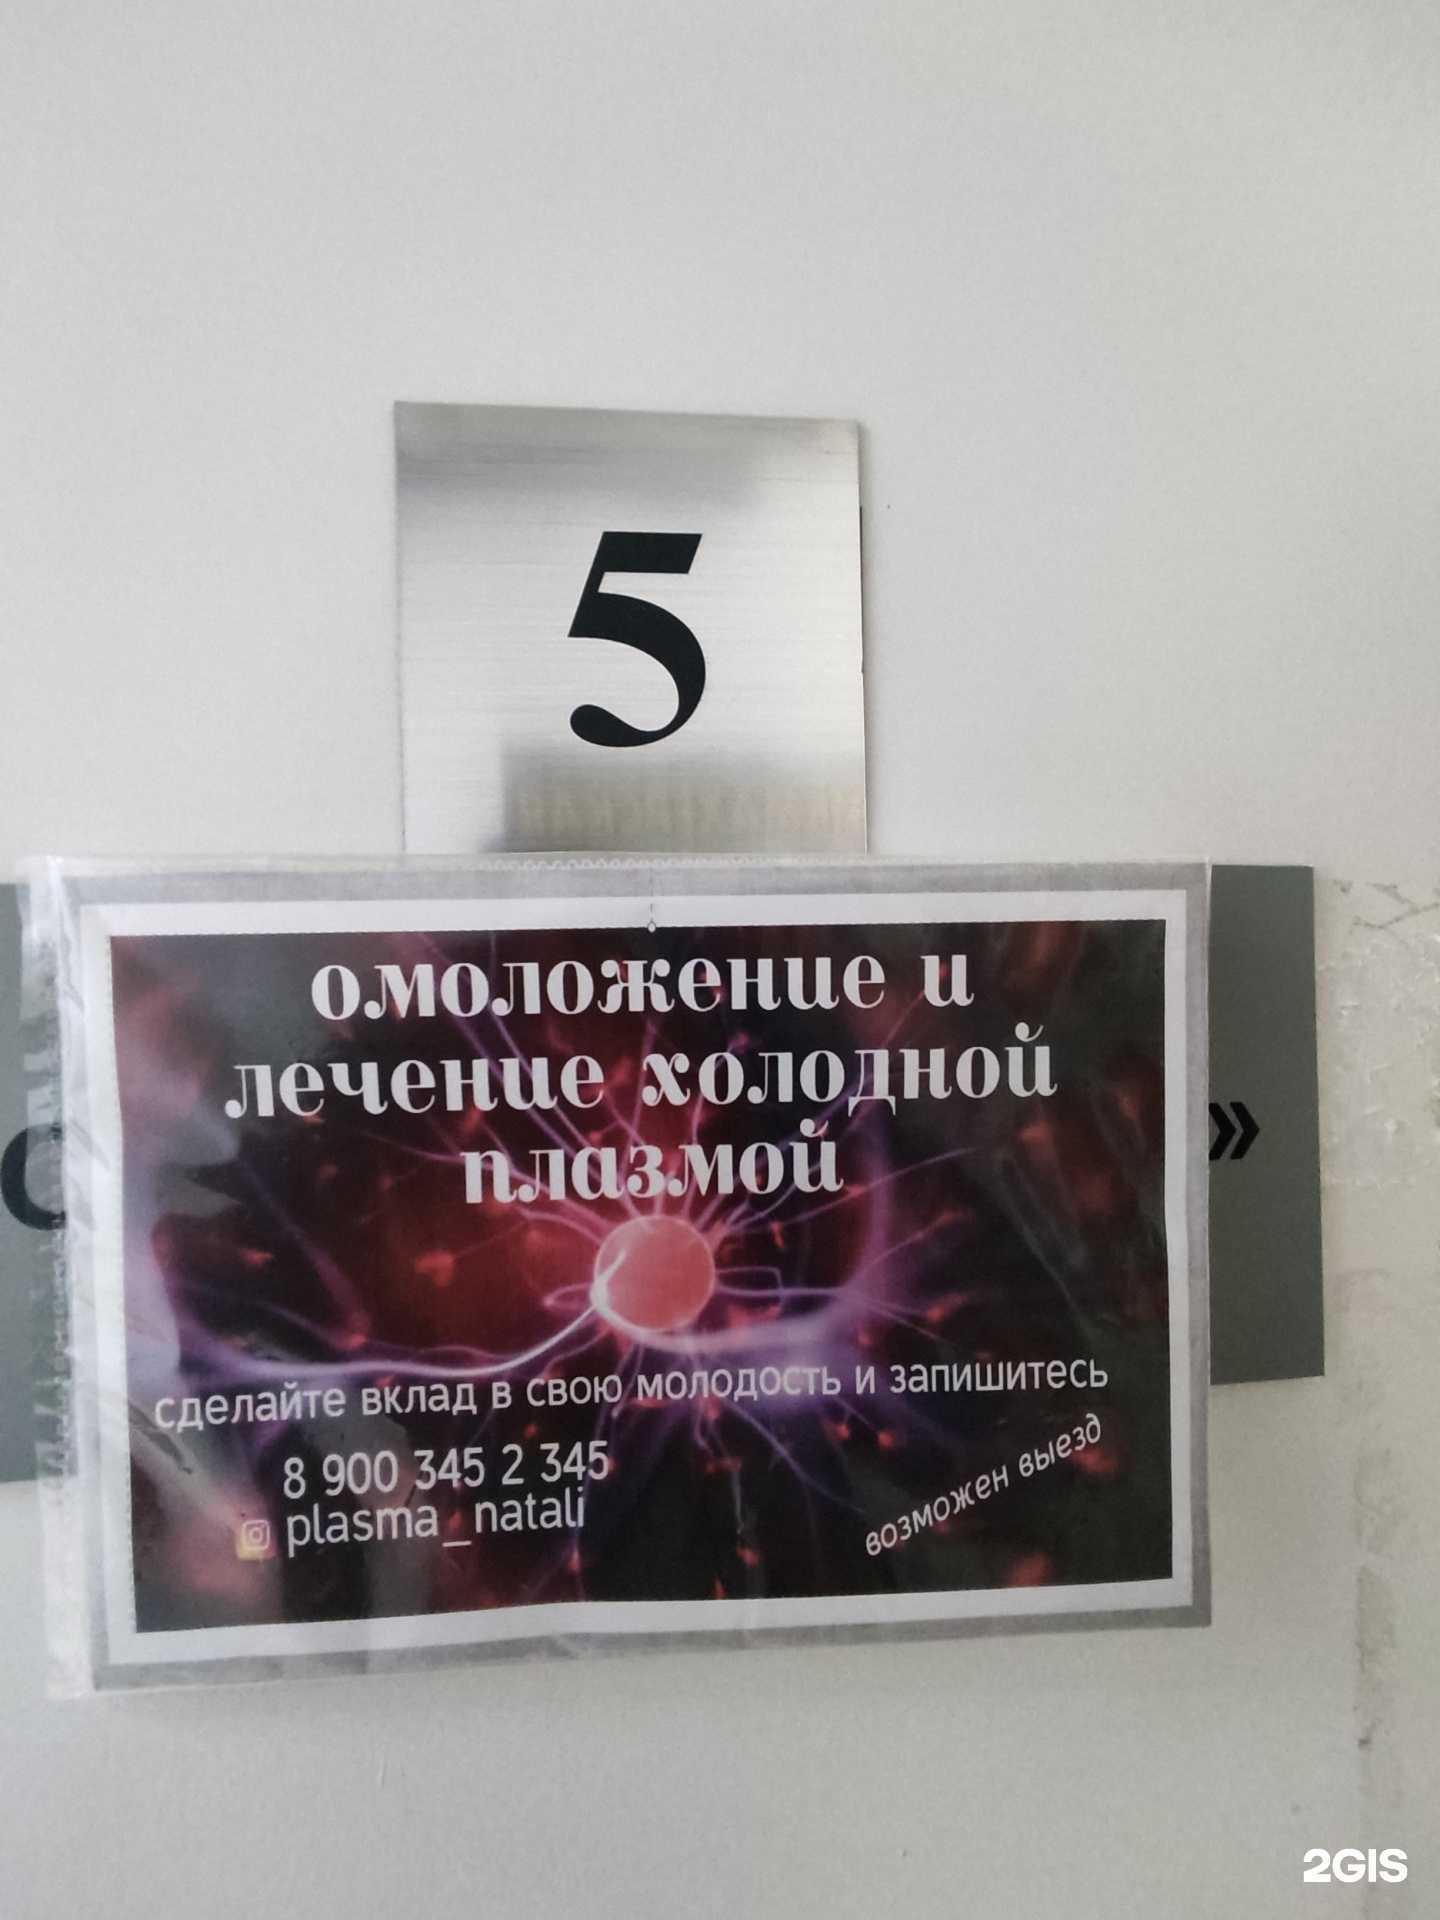 5
омоложение и
лечение холодной
плазмой
»
сделайте вклад в свою молодость и запишитесь
8 900 345 2 345
plasma_natali
возможен выезд
2GIS